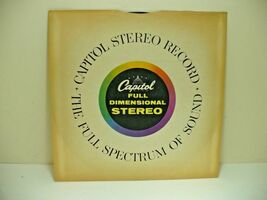 THE • CAPITOL STEREO RECORD •
FULL SPECTRUM OF SOUND •
Capitol
FULL
DIMENSIONAL
STEREO